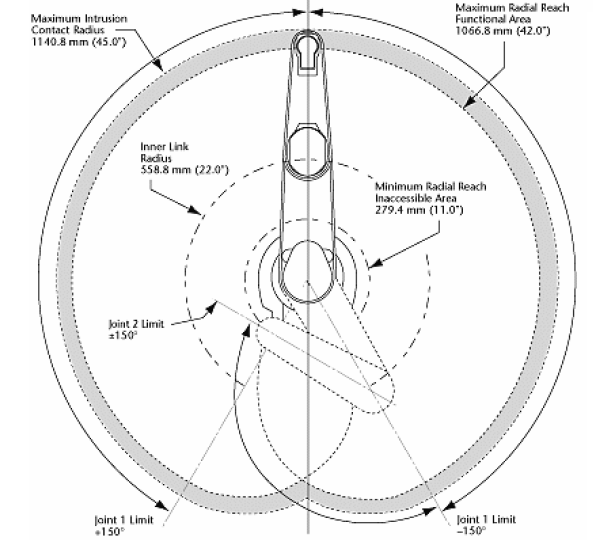 Maximum Intrusion
Contact Radius
1140.8 mm (45.0")
Maximum Radial Reach
Functional Area
1066.8 mm (42.0")
Inner Link
Radius
558.8 mm (22.0")
Minimum Radial Reach
Inaccessible Area
279.4 mm (11.0")
Joint 2 Limit
±150°
Joint 1 Limit
+150°
Joint 1 Limit
–150°